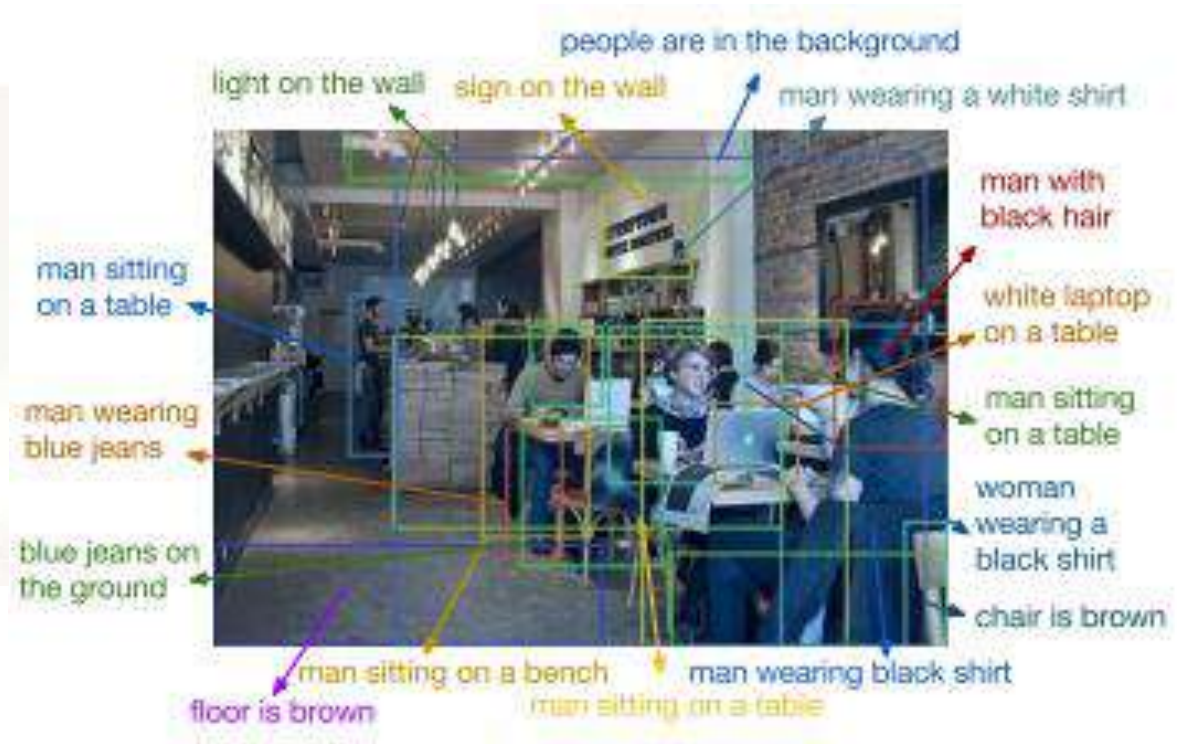 people are in the background
light on the wall
sign on the wall
man wearing a white shirt
man with
black hair
man sitting
on a table
white laptop
on a table
man wearing
blue jeans
man sitting
on a table
woman
wearing a
black shirt
blue jeans on
the ground
chair is brown
man sitting on a bench
man wearing black shirt
man sitting on a table
floor is brown